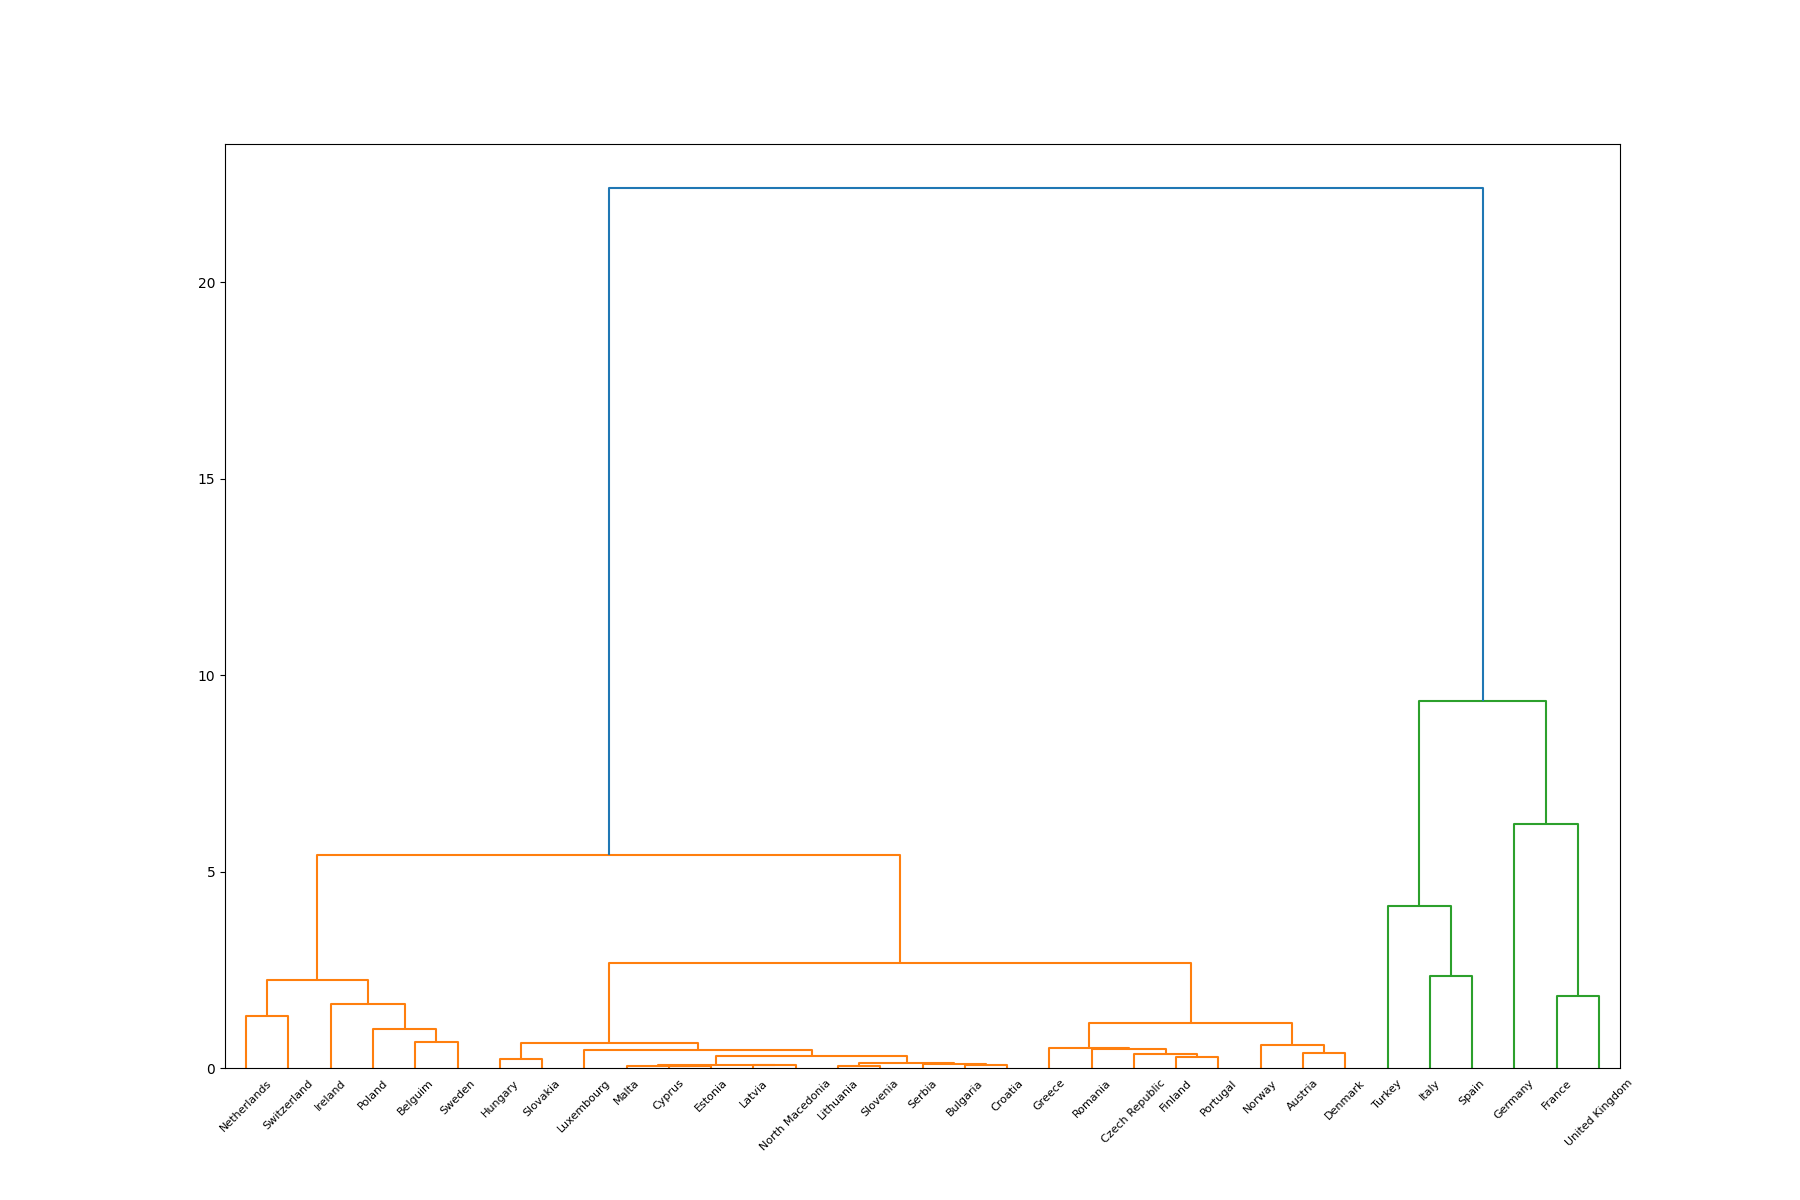 20
15
10
5
0
Netherlands
Switzerland
Ireland
Poland
Belguim
Sweden
Hungary
Slovakia
Luxembourg
Malta
Cyprus
Estonia
Latvia
North Macedonia
Lithuania
Slovenia
Serbia
Bulgaria
Croatia
Greece
Romania
Czech Republic
Finland
Portugal
Norway
Austria
Denmark
Turkey
Italy
Spain
Germany
France
United Kingdom